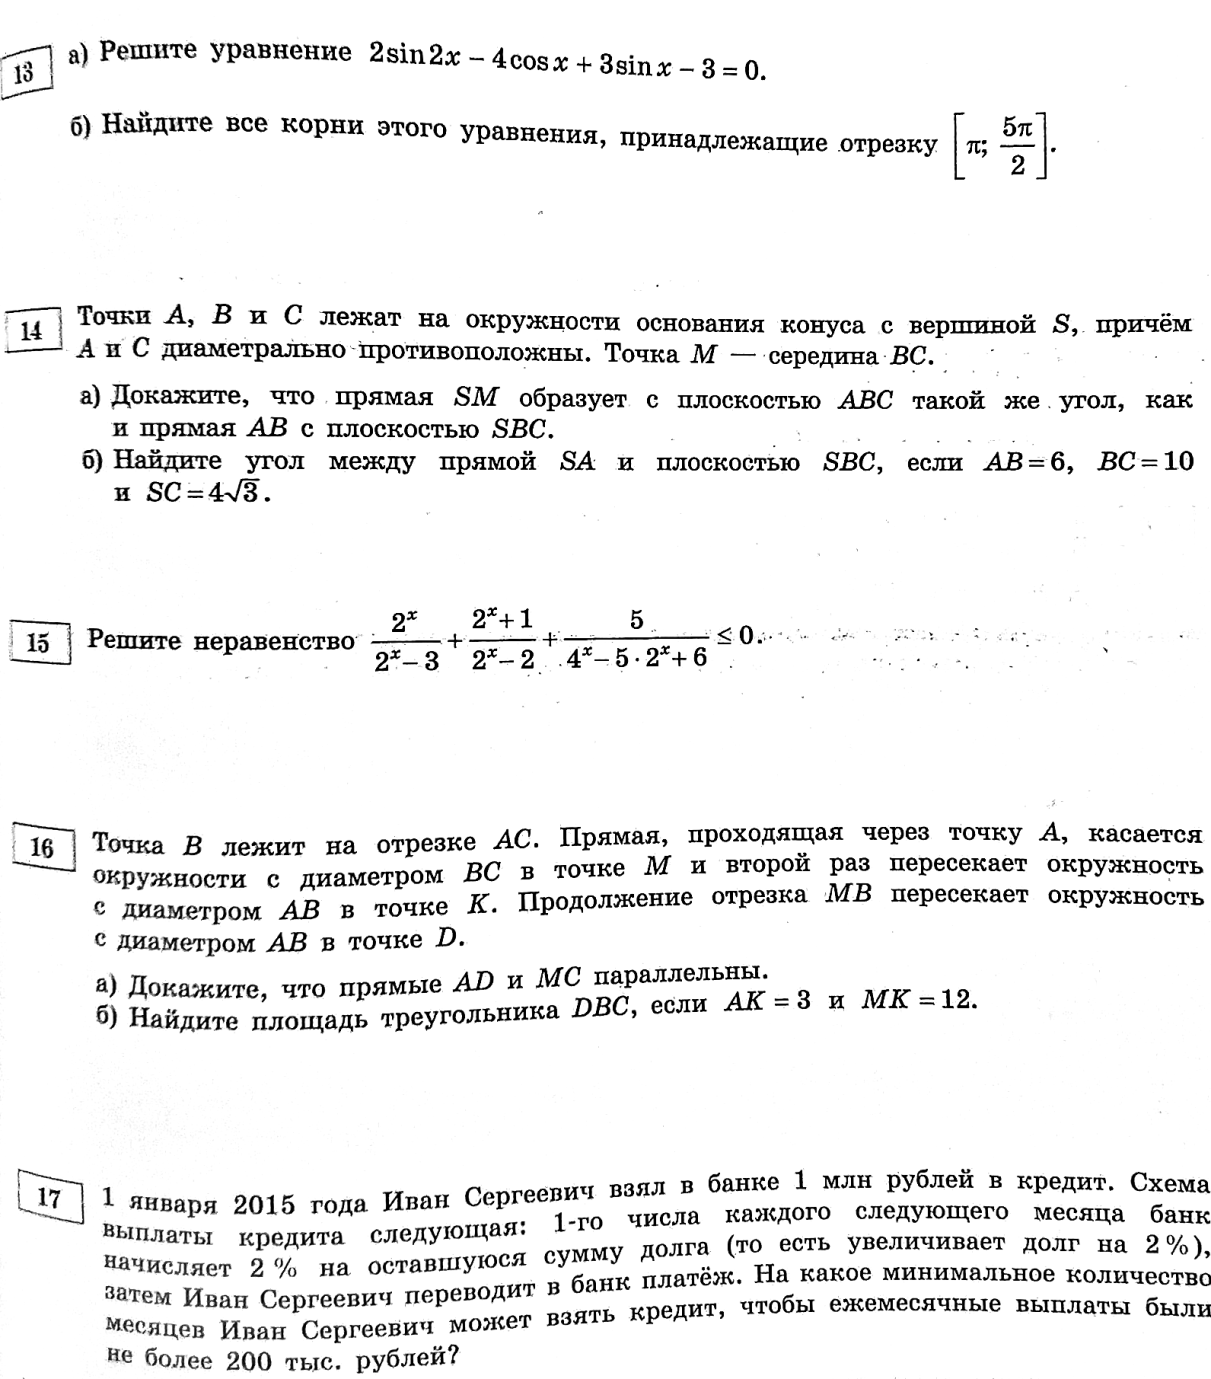 13 а) Решите уравнение 2sin2x − 4cosx + 3sinx − 3 = 0.
б) Найдите все корни этого уравнения, принадлежащие отрезку [π; 5π/2].
14 Точки A, B и C лежат на окружности основания конуса с вершиной S, причём
A и C диаметрально противоположны. Точка M — середина BC.
а) Докажите, что прямая SM образует с плоскостью ABC такой же угол, как
и прямая AB с плоскостью SBC.
б) Найдите угол между прямой SA и плоскостью SBC, если AB = 6, BC = 10
и SC = 4√3.
15 Решите неравенство 2^x/(2^x − 3) + (2^x + 1)/(2^x − 2) + 5/(4^x − 5 · 2^x + 6) ≤ 0.
16 Точка B лежит на отрезке AC. Прямая, проходящая через точку A, касается
окружности с диаметром BC в точке M и второй раз пересекает окружность
с диаметром AB в точке K. Продолжение отрезка MB пересекает окружность
с диаметром AB в точке D.
а) Докажите, что прямые AD и MC параллельны.
б) Найдите площадь треугольника DBC, если AK = 3 и MK = 12.
17 1 января 2015 года Иван Сергеевич взял в банке 1 млн рублей в кредит. Схема
выплаты кредита следующая: 1-го числа каждого следующего месяца банк
начисляет 2 % на оставшуюся сумму долга (то есть увеличивает долг на 2 %),
затем Иван Сергеевич переводит в банк платёж. На какое минимальное количество
месяцев Иван Сергеевич может взять кредит, чтобы ежемесячные выплаты были
не более 200 тыс. рублей?